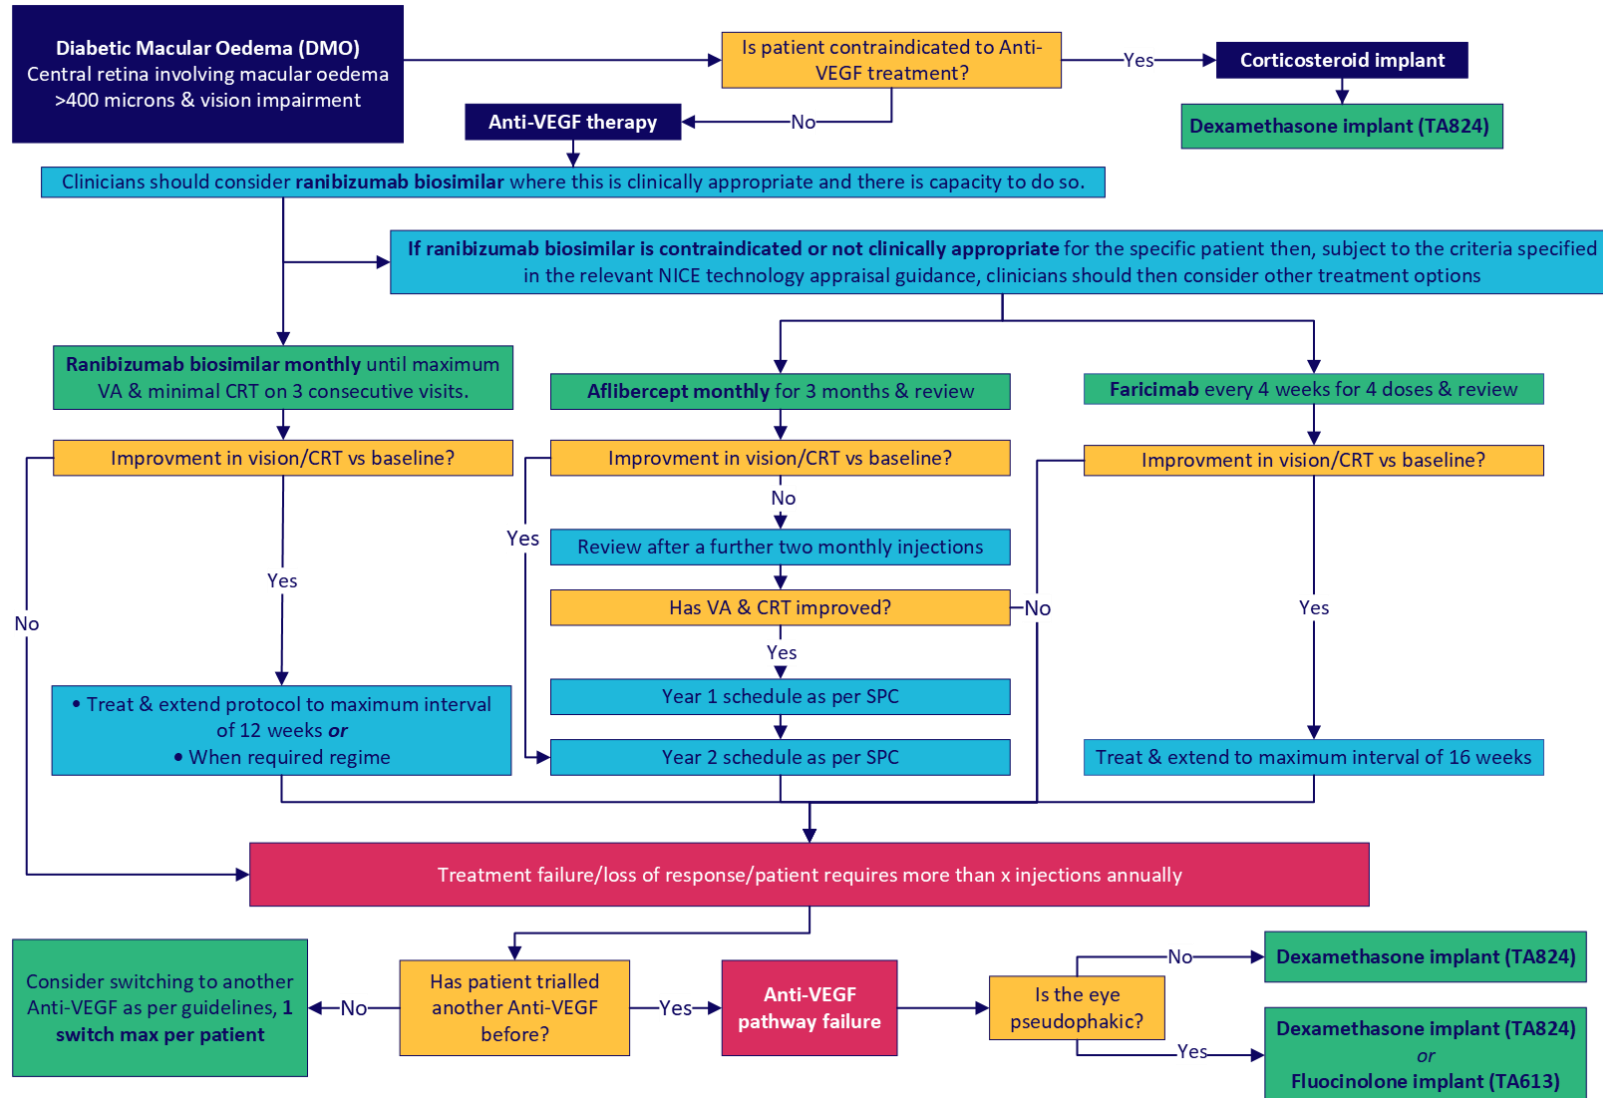 Diabetic Macular Oedema (DMO)
Central retina involving macular oedema
>400 microns & vision impairment
Is patient contraindicated to Anti-
VEGF treatment?
Yes
Corticosteroid implant
Dexamethasone implant (TA824)
No
Anti-VEGF therapy
Clinicians should consider ranibizumab biosimilar where this is clinically appropriate and there is capacity to do so.
If ranibizumab biosimilar is contraindicated or not clinically appropriate for the specific patient then, subject to the criteria specified
in the relevant NICE technology appraisal guidance, clinicians should then consider other treatment options
Ranibizumab biosimilar monthly until maximum
VA & minimal CRT on 3 consecutive visits.
Aflibercept monthly for 3 months & review
Faricimab every 4 weeks for 4 doses & review
Improvment in vision/CRT vs baseline?
Improvment in vision/CRT vs baseline?
Improvment in vision/CRT vs baseline?
No
Yes
Yes
No
Review after a further two monthly injections
Has VA & CRT improved?
No
Yes
Yes
Year 1 schedule as per SPC
Year 2 schedule as per SPC
• Treat & extend protocol to maximum interval
of 12 weeks or
• When required regime
Treat & extend to maximum interval of 16 weeks
Treatment failure/loss of response/patient requires more than x injections annually
Consider switching to another
Anti-VEGF as per guidelines, 1
switch max per patient
No
Has patient trialled
another Anti-VEGF
before?
Yes
Anti-VEGF
pathway failure
Is the eye
pseudophakic?
No
Dexamethasone implant (TA824)
Yes
Dexamethasone implant (TA824)
or
Fluocinolone implant (TA613)